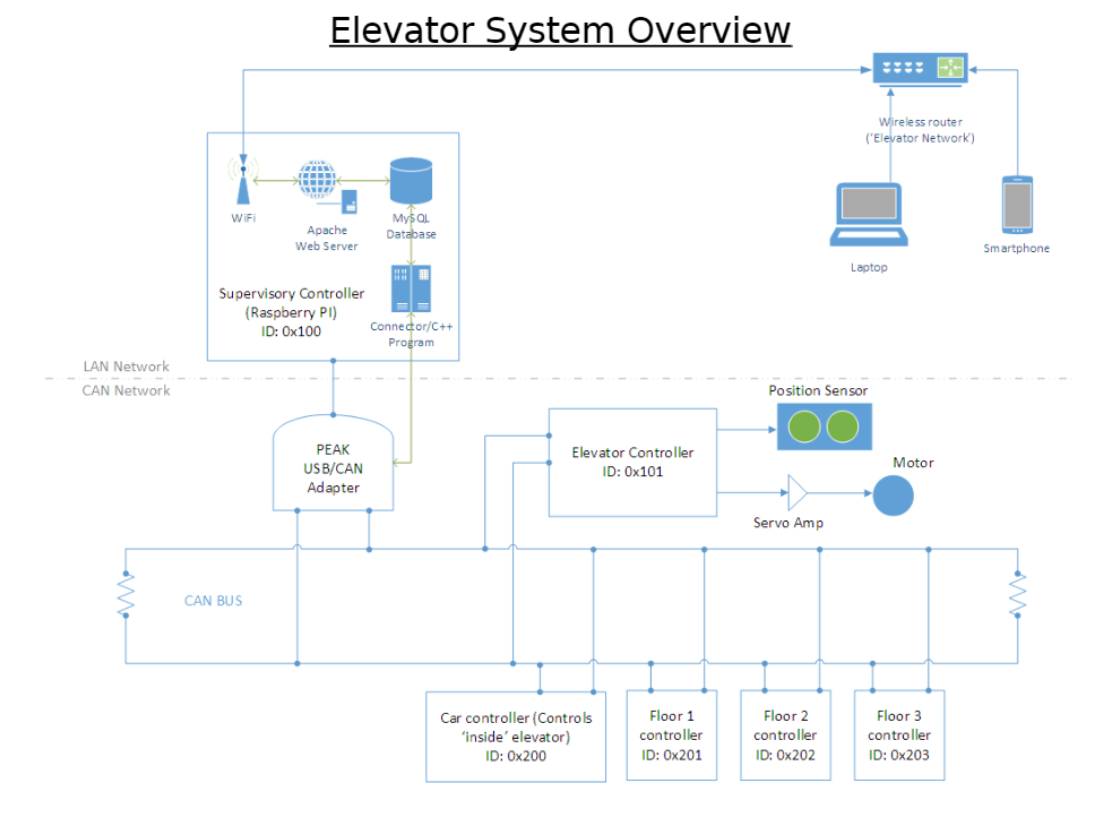 Elevator System Overview
Wireless router
('Elevator Network')
WiFi
Apache
Web Server
MySQL
Database
Laptop
Smartphone
Supervisory Controller
(Raspberry PI)
ID: 0x100
Connector/C++
Program
LAN Network
CAN Network
PEAK
USB/CAN
Adapter
Elevator Controller
ID: 0x101
Position Sensor
Motor
Servo Amp
CAN BUS
Car controller (Controls
'inside' elevator)
ID: 0x200
Floor 1
controller
ID: 0x201
Floor 2
controller
ID: 0x202
Floor 3
controller
ID: 0x203